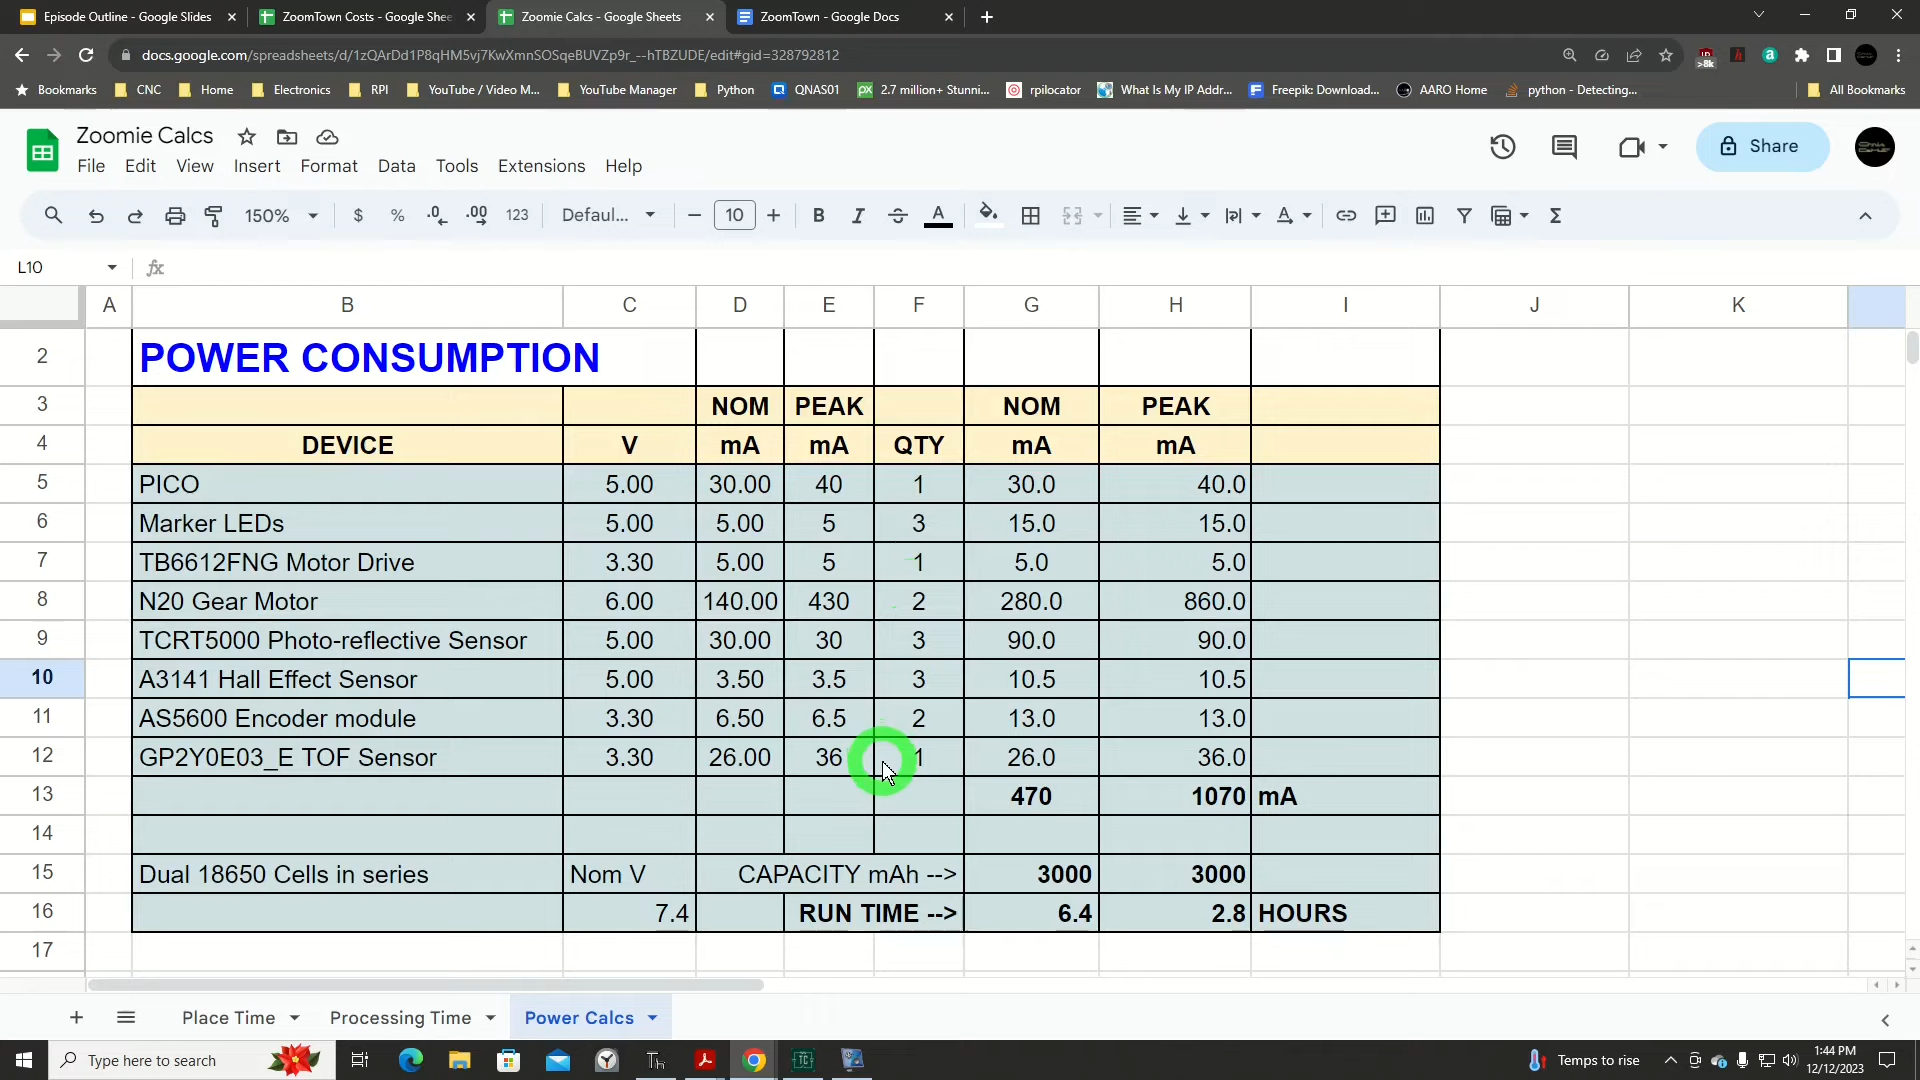 Episode Outline - Google Slides
ZoomTown Costs - Google Shee
Zoomie Calcs - Google Sheets
ZoomTown - Google Docs
docs.google.com/spreadsheets/d/1zQArDd1P8qHM5vj7KwXmnSOSqeBUVZp9r_--hTBZUDE/edit#gid=328792812
>8k
Bookmarks CNC Home Electronics RPI YouTube / Video M... YouTube Manager Python QNAS01 2.7 million+ Stunni... rpilocator What Is My IP Addr... Freepik: Download... AARO Home python - Detecting... All Bookmarks
Zoomie Calcs
Share
File Edit View Insert Format Data Tools Extensions Help
150% $ % .0 .00 123 Defaul... 10 B I S A
L10 fx
A B C D E F G H I J K
2 POWER CONSUMPTION
3 NOM PEAK NOM PEAK
4 DEVICE V mA mA QTY mA mA
5 PICO 5.00 30.00 40 1 30.0 40.0
6 Marker LEDs 5.00 5.00 5 3 15.0 15.0
7 TB6612FNG Motor Drive 3.30 5.00 5 1 5.0 5.0
8 N20 Gear Motor 6.00 140.00 430 2 280.0 860.0
9 TCRT5000 Photo-reflective Sensor 5.00 30.00 30 3 90.0 90.0
10 A3141 Hall Effect Sensor 5.00 3.50 3.5 3 10.5 10.5
11 AS5600 Encoder module 3.30 6.50 6.5 2 13.0 13.0
12 GP2Y0E03_E TOF Sensor 3.30 26.00 36 1 26.0 36.0
13 470 1070 mA
14
15 Dual 18650 Cells in series Nom V CAPACITY mAh --> 3000 3000
16 7.4 RUN TIME --> 6.4 2.8 HOURS
17
Place Time Processing Time Power Calcs
Type here to search
Temps to rise
1:44 PM
12/12/2023